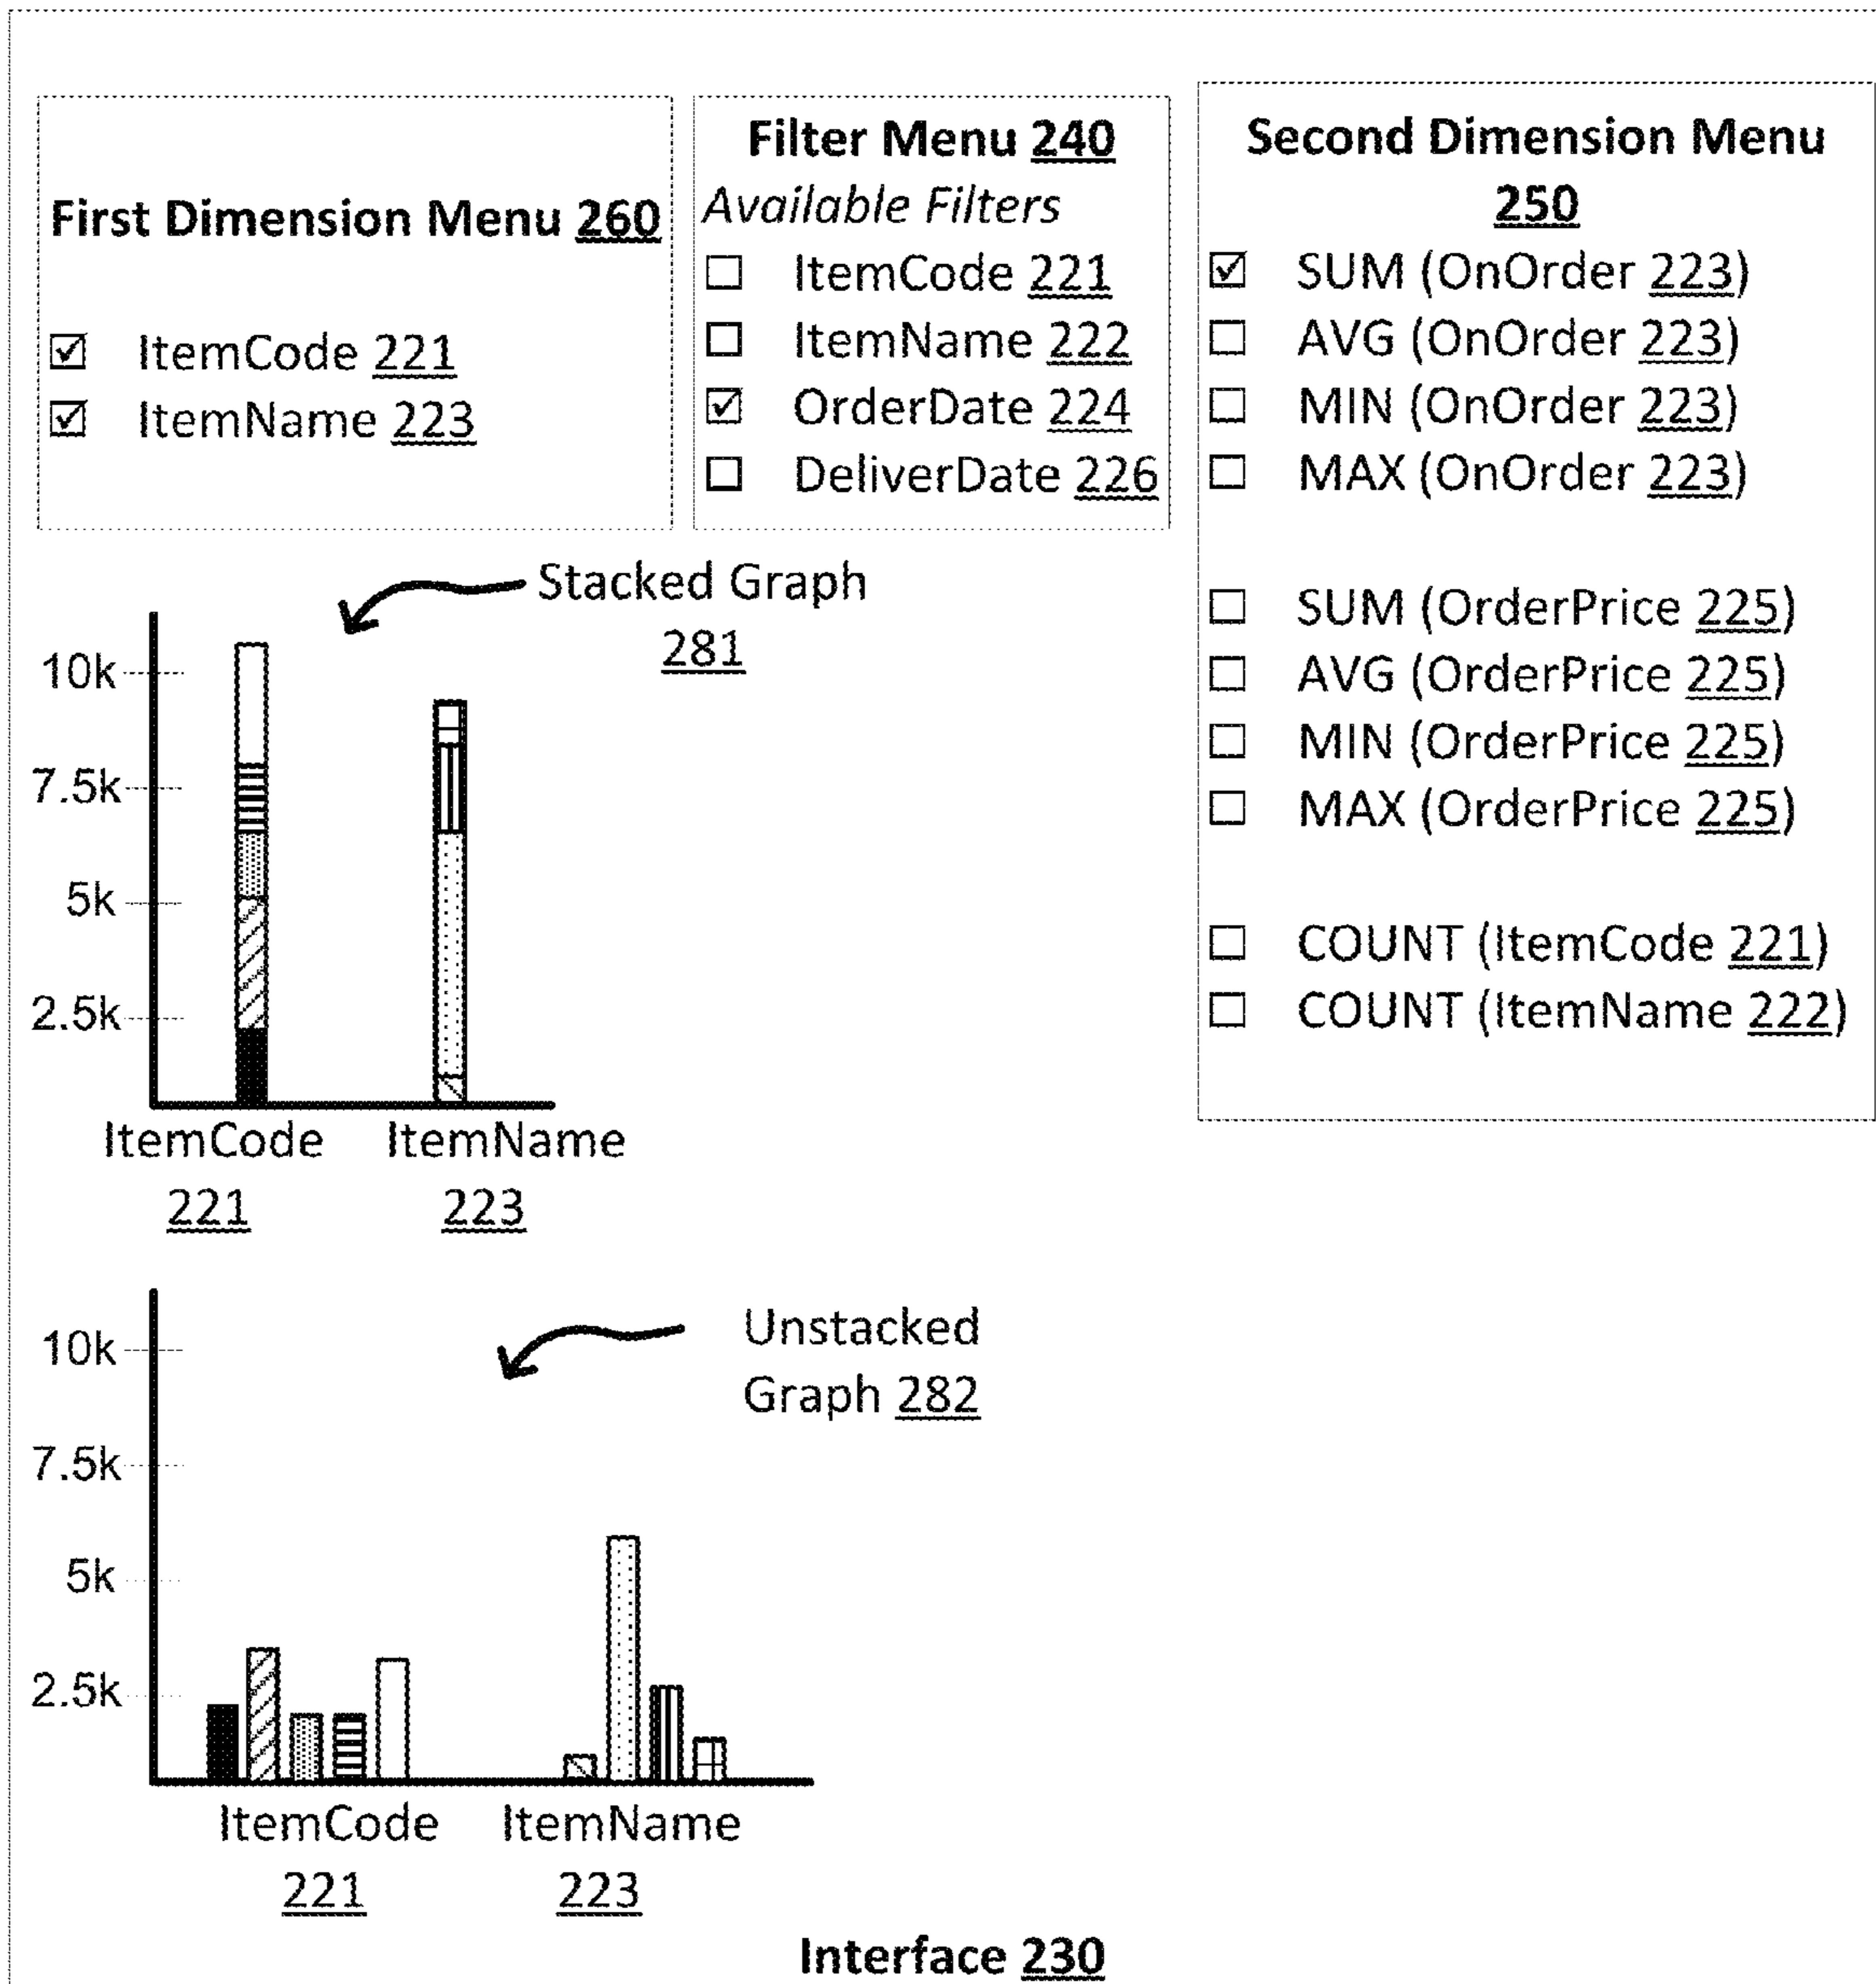 First Dimension Menu 260
☑ ItemCode 221
☑ ItemName 223
Filter Menu 240
Available Filters
☐ ItemCode 221
☐ ItemName 222
☑ OrderDate 224
☐ DeliverDate 226
Second Dimension Menu
250
☑ SUM (OnOrder 223)
☐ AVG (OnOrder 223)
☐ MIN (OnOrder 223)
☐ MAX (OnOrder 223)
☐ SUM (OrderPrice 225)
☐ AVG (OrderPrice 225)
☐ MIN (OrderPrice 225)
☐ MAX (OrderPrice 225)
☐ COUNT (ItemCode 221)
☐ COUNT (ItemName 222)
Stacked Graph
281
10k
7.5k
5k
2.5k
ItemCode ItemName
221 223
Unstacked
Graph 282
10k
7.5k
5k
2.5k
ItemCode ItemName
221 223
Interface 230